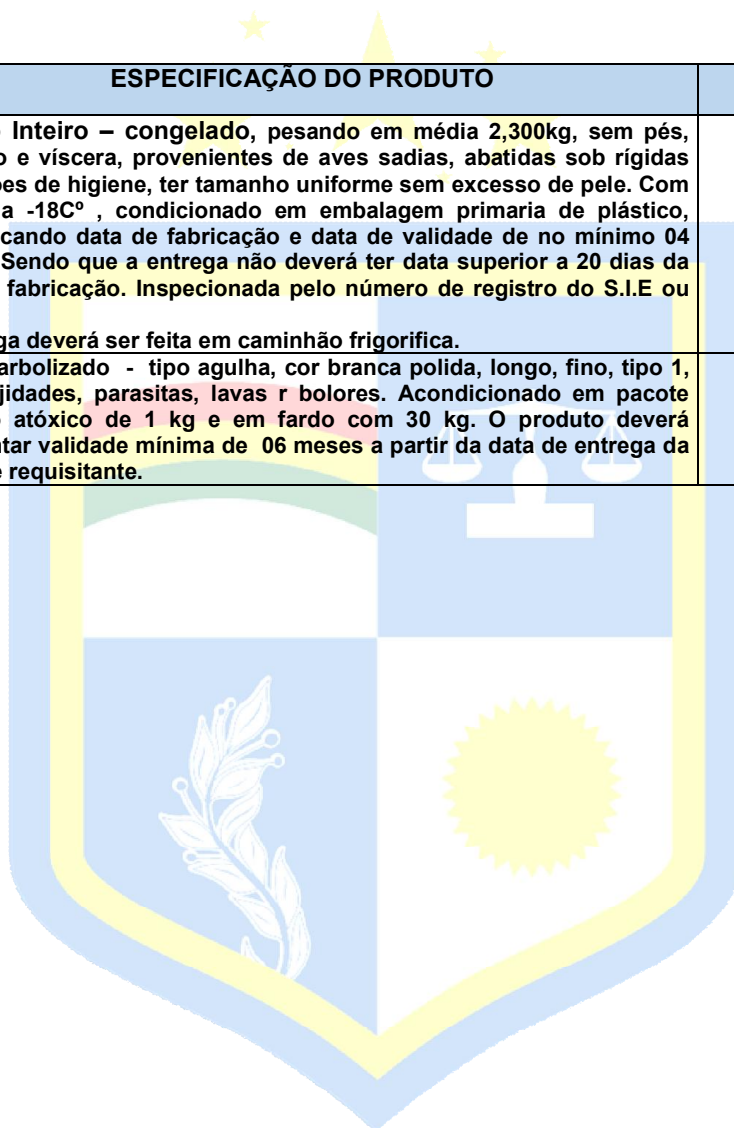 ESPECIFICAÇÃO DO PRODUTO
Inteiro – congelado, pesando em média 2,300kg, sem pés,
o e víscera, provenientes de aves sadias, abatidas sob rígidas
ões de higiene, ter tamanho uniforme sem excesso de pele. Com
a -18Cº , condicionado em embalagem primaria de plástico,
cando data de fabricação e data de validade de no mínimo 04
Sendo que a entrega não deverá ter data superior a 20 dias da
fabricação. Inspecionada pelo número de registro do S.I.E ou
ga deverá ser feita em caminhão frigorifica.
arbolizado - tipo agulha, cor branca polida, longo, fino, tipo 1,
jidades, parasitas, lavas r bolores. Acondicionado em pacote
o atóxico de 1 kg e em fardo com 30 kg. O produto deverá
ntar validade mínima de 06 meses a partir da data de entrega da
e requisitante.